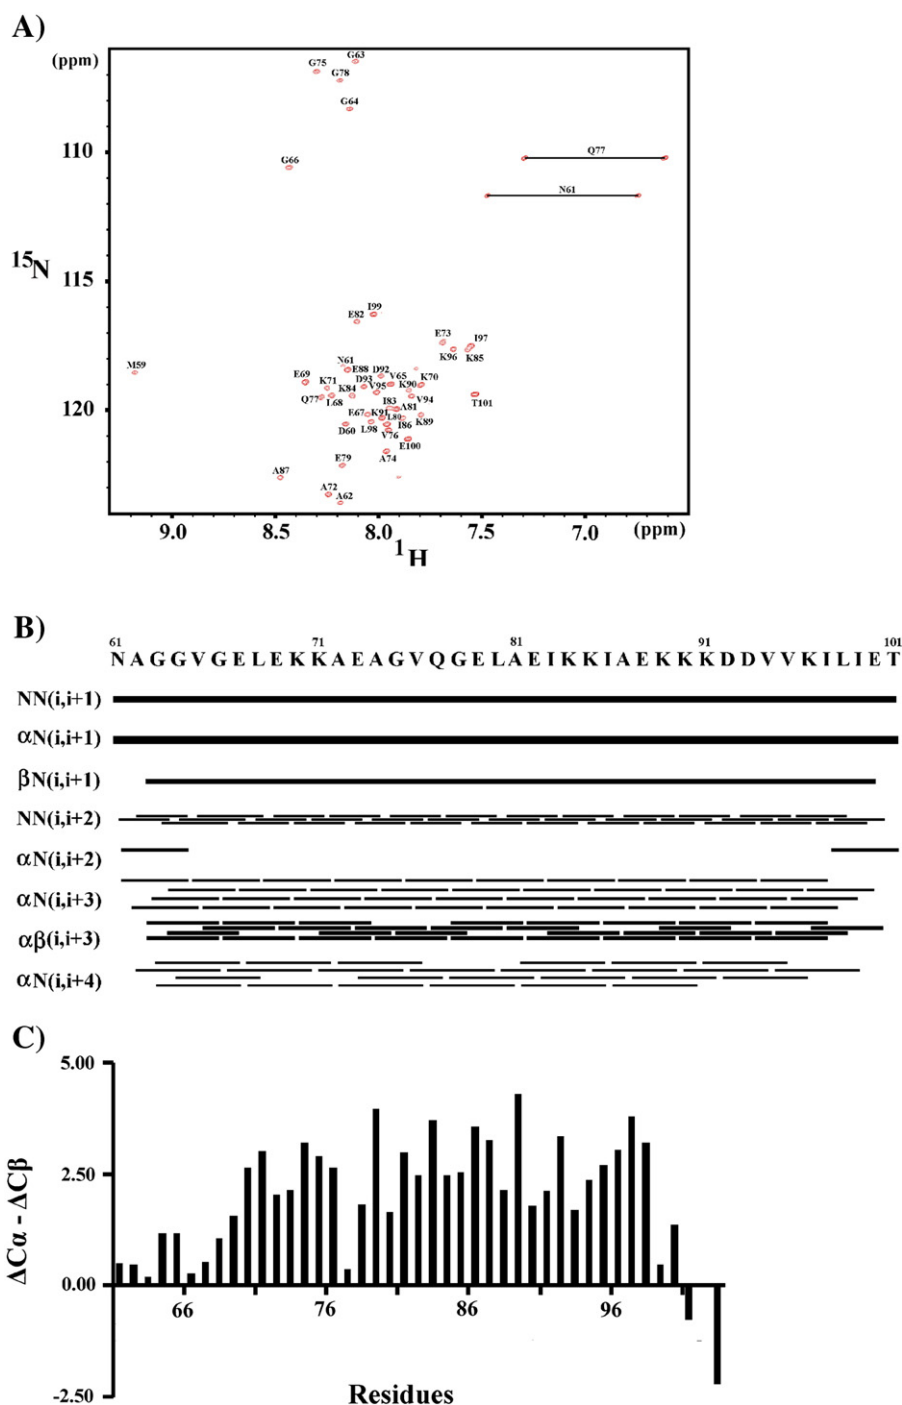 A)
(ppm)
G63
G75
G78
G64
110
Q77
G66
N61
15N
115
I99
E82
E73
I97
K96 K85
M59
N61
E88 D92
E69
D93
V65
K71
K70
V95
K90
Q77 L68
K84
V94
T101
120
I83
A81
E67
K91
L80
I86
K89
D60
L98
V76
E100
A74
E79
A87
A72
A62
9.0 8.5 8.0 7.5 7.0 (ppm)
1H
B)
61 71 81 91 101
N A G G V G E L E K K A E A G V Q G E L A E I K K I A E K K K D D V V K I L I E T
NN(i,i+1)
αN(i,i+1)
βN(i,i+1)
NN(i,i+2)
αN(i,i+2)
αN(i,i+3)
αβ(i,i+3)
αN(i,i+4)
C)
5.00
2.50
ΔCα - ΔCβ
0.00
66 76 86 96
-2.50
Residues